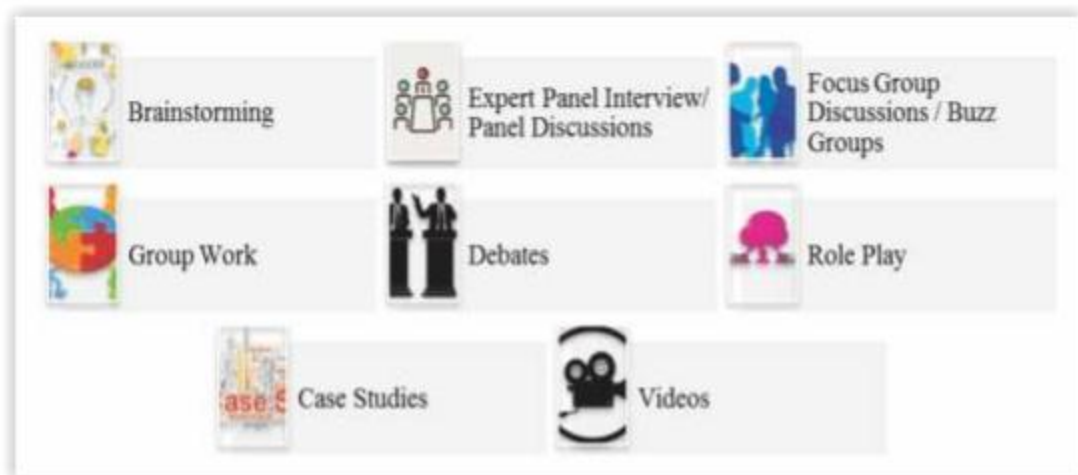 Brainstorming
Expert Panel Interview/
Panel Discussions
Focus Group
Discussions / Buzz
Groups
Group Work
Debates
Role Play
ase S
Case Studies
Videos